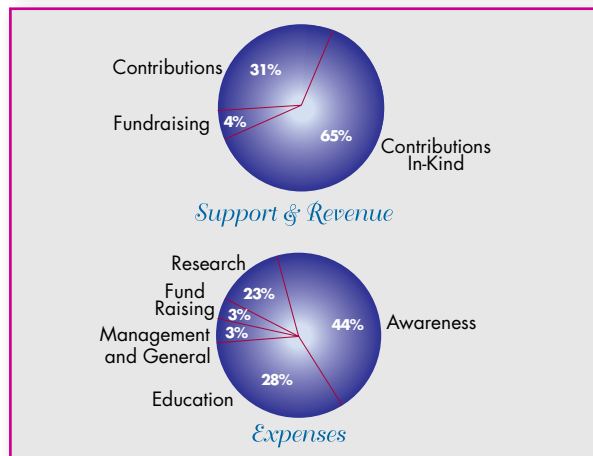 Contributions
31%
Fundraising
4%
65%
Contributions
In-Kind
Support & Revenue
Research
23%
Fund
Raising
3%
44%
Awareness
Management
and General
3%
28%
Education
Expenses